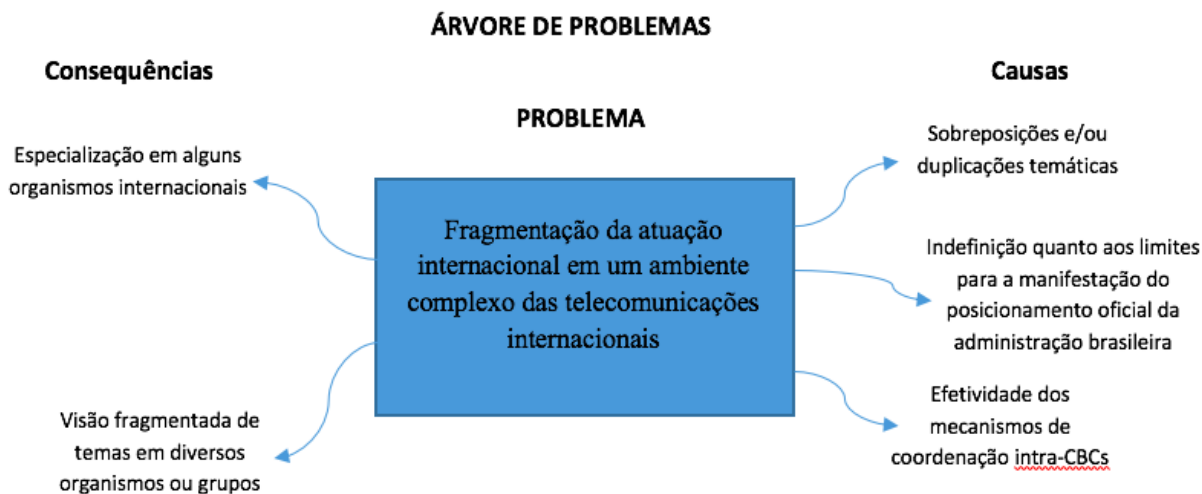 ÁRVORE DE PROBLEMAS
Consequências
Causas
PROBLEMA
Especialização em alguns
organismos internacionais
Visão fragmentada de
temas em diversos
organismos ou grupos
Fragmentação da atuação
internacional em um ambiente
complexo das telecomunicações
internacionais
Sobreposições e/ou
duplicações temáticas
Indefinição quanto aos limites
para a manifestação do
posicionamento oficial da
administração brasileira
Efetividade dos
mecanismos de
coordenação intra-CBCs